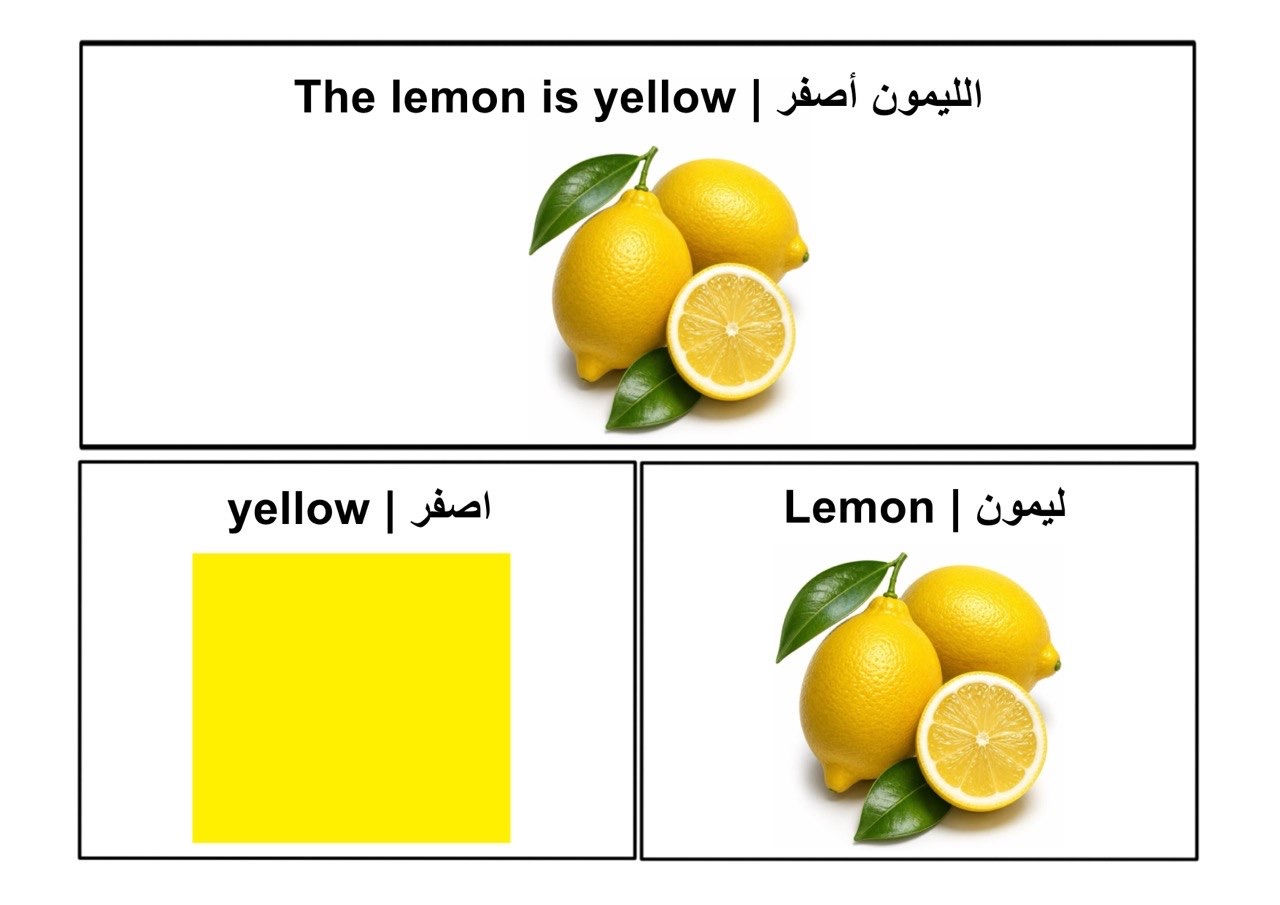 The lemon is yellow | الليمون أصفر
yellow | اصفر
Lemon | ليمون